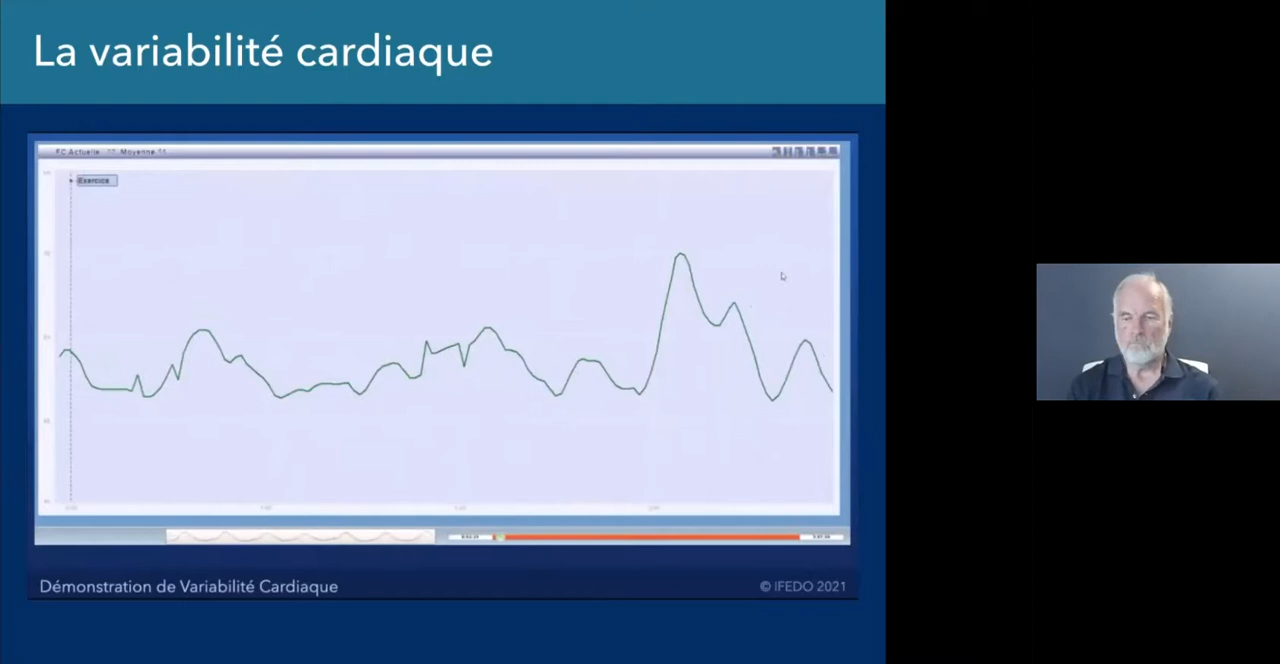 La variabilité cardiaque
FC Actuelle
Moyenne
Exercice
Démonstration de Variabilité Cardiaque
© IFEDO 2021